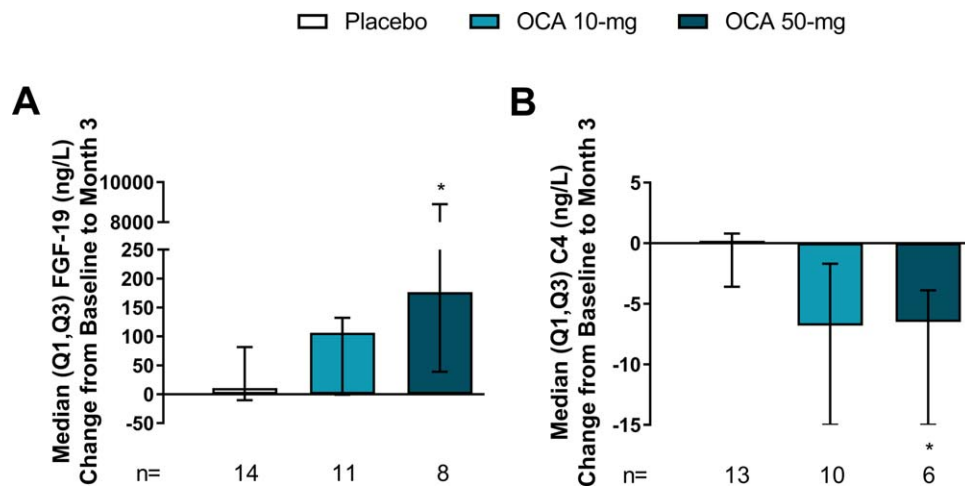 Placebo OCA 10-mg OCA 50-mg
A
Median (Q1,Q3) FGF-19 (ng/L)
Change from Baseline to Month 3
10000
8000
250
200
150
100
50
0
-50
*
n= 14 11 8
B
Median (Q1,Q3) C4 (ng/L)
Change from Baseline to Month 3
5
0
-5
-10
-15
*
n= 13 10 6